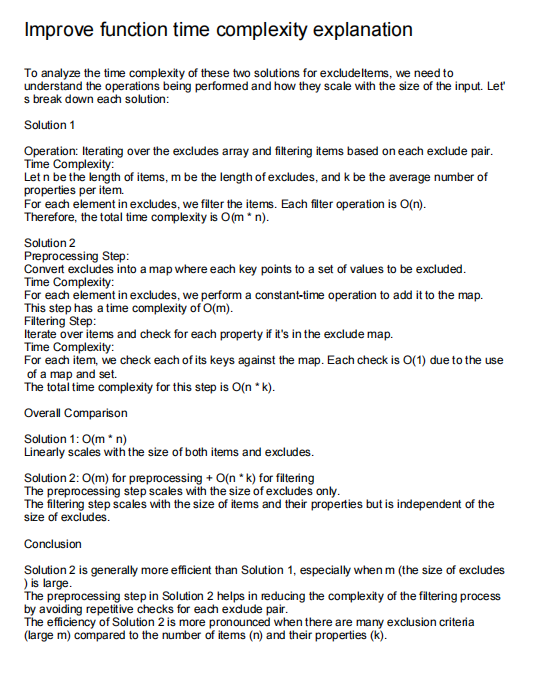 Improve function time complexity explanation
To analyze the time complexity of these two solutions for excludeItems, we need to
understand the operations being performed and how they scale with the size of the input. Let'
s break down each solution:
Solution 1
Operation: Iterating over the excludes array and filtering items based on each exclude pair.
Time Complexity:
Let n be the length of items, m be the length of excludes, and k be the average number of
properties per item.
For each element in excludes, we filter the items. Each filter operation is O(n).
Therefore, the total time complexity is O(m * n).
Solution 2
Preprocessing Step:
Convert excludes into a map where each key points to a set of values to be excluded.
Time Complexity:
For each element in excludes, we perform a constant-time operation to add it to the map.
This step has a time complexity of O(m).
Filtering Step:
Iterate over items and check for each property if it's in the exclude map.
Time Complexity:
For each item, we check each of its keys against the map. Each check is O(1) due to the use
of a map and set.
The total time complexity for this step is O(n * k).
Overall Comparison
Solution 1: O(m * n)
Linearly scales with the size of both items and excludes.
Solution 2: O(m) for preprocessing + O(n * k) for filtering
The preprocessing step scales with the size of excludes only.
The filtering step scales with the size of items and their properties but is independent of the
size of excludes.
Conclusion
Solution 2 is generally more efficient than Solution 1, especially when m (the size of excludes
) is large.
The preprocessing step in Solution 2 helps in reducing the complexity of the filtering process
by avoiding repetitive checks for each exclude pair.
The efficiency of Solution 2 is more pronounced when there are many exclusion criteria
(large m) compared to the number of items (n) and their properties (k).